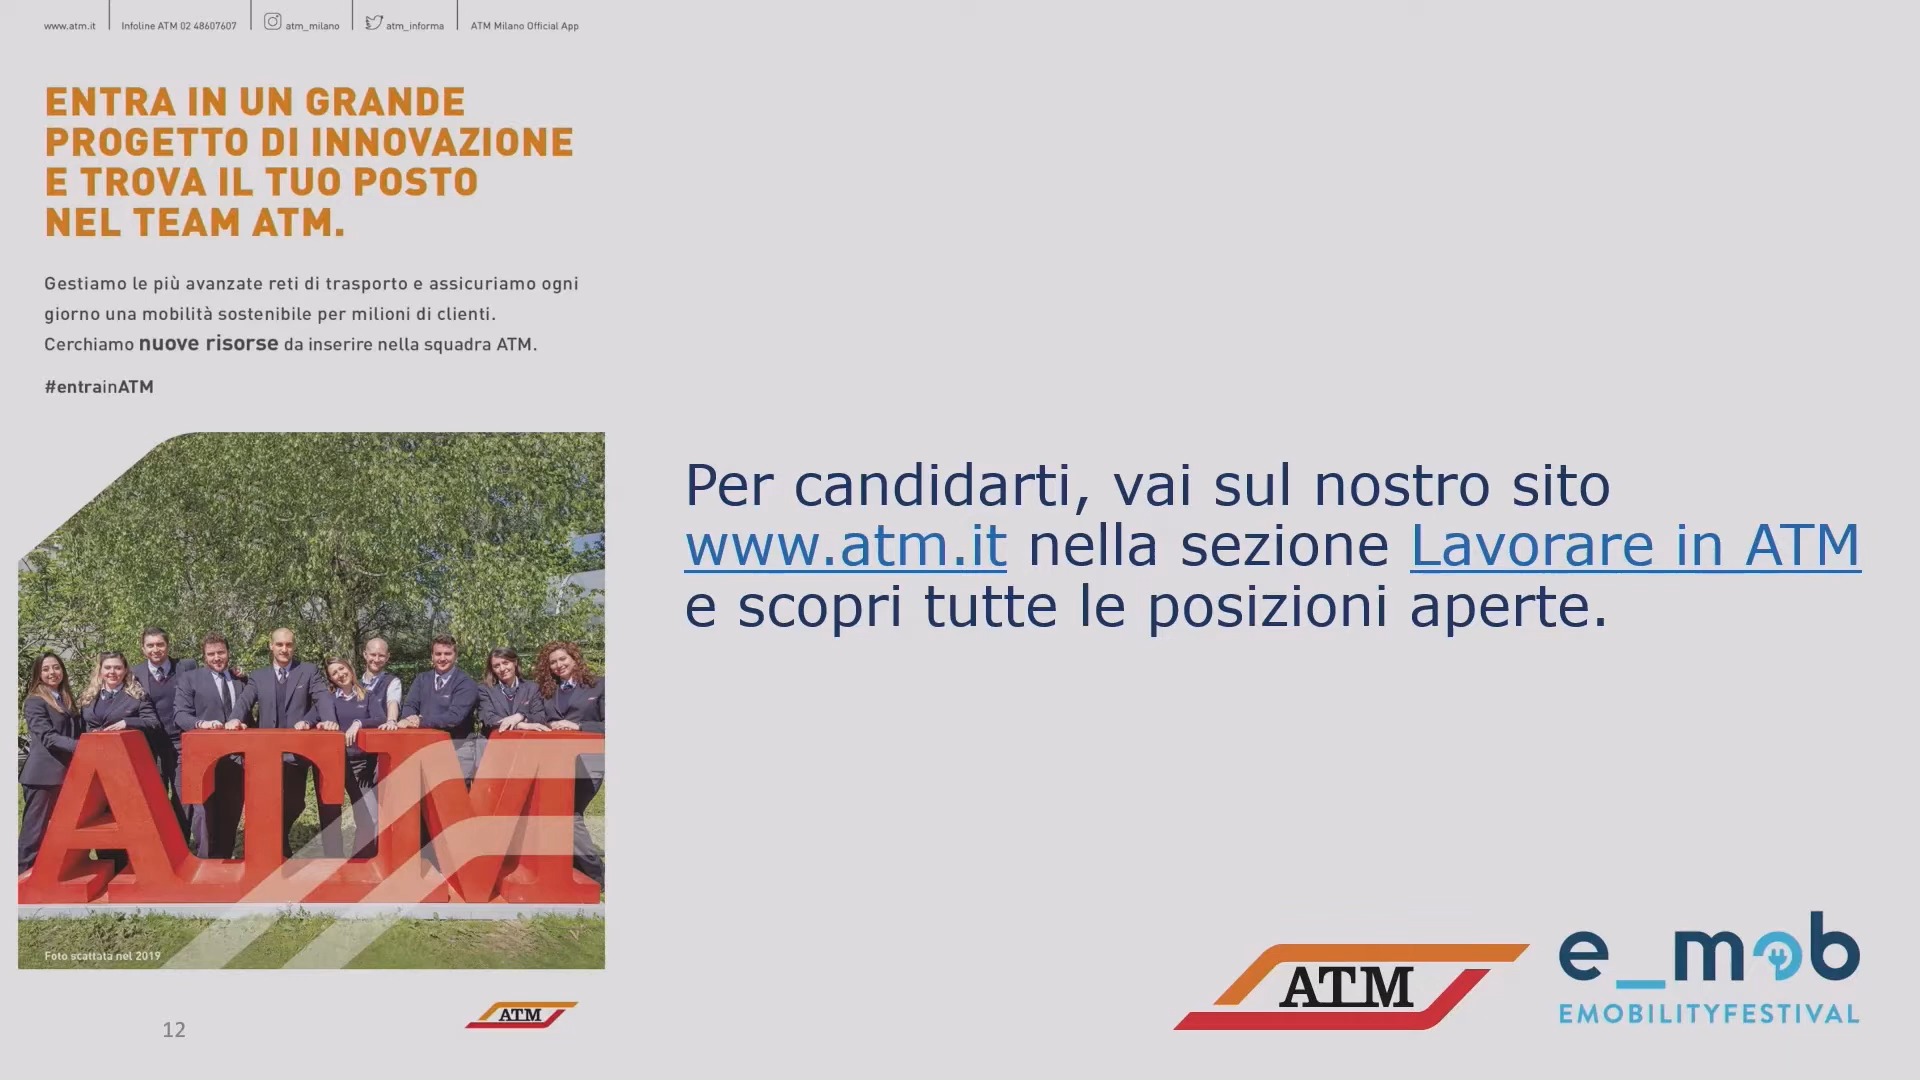 www.atm.it | Infoline ATM 02 48607607 | atm_milano | atm_informa | ATM Milano Official App
ENTRA IN UN GRANDE
PROGETTO DI INNOVAZIONE
E TROVA IL TUO POSTO
NEL TEAM ATM.
Gestiamo le più avanzate reti di trasporto e assicuriamo ogni
giorno una mobilità sostenibile per milioni di clienti.
Cerchiamo nuove risorse da inserire nella squadra ATM.
#entrainATM
ATM
Foto scattata nel 2019
Per candidarti, vai sul nostro sito
www.atm.it nella sezione Lavorare in ATM
e scopri tutte le posizioni aperte.
12
ATM
ATM
e_mob
EMOBILITYFESTIVAL